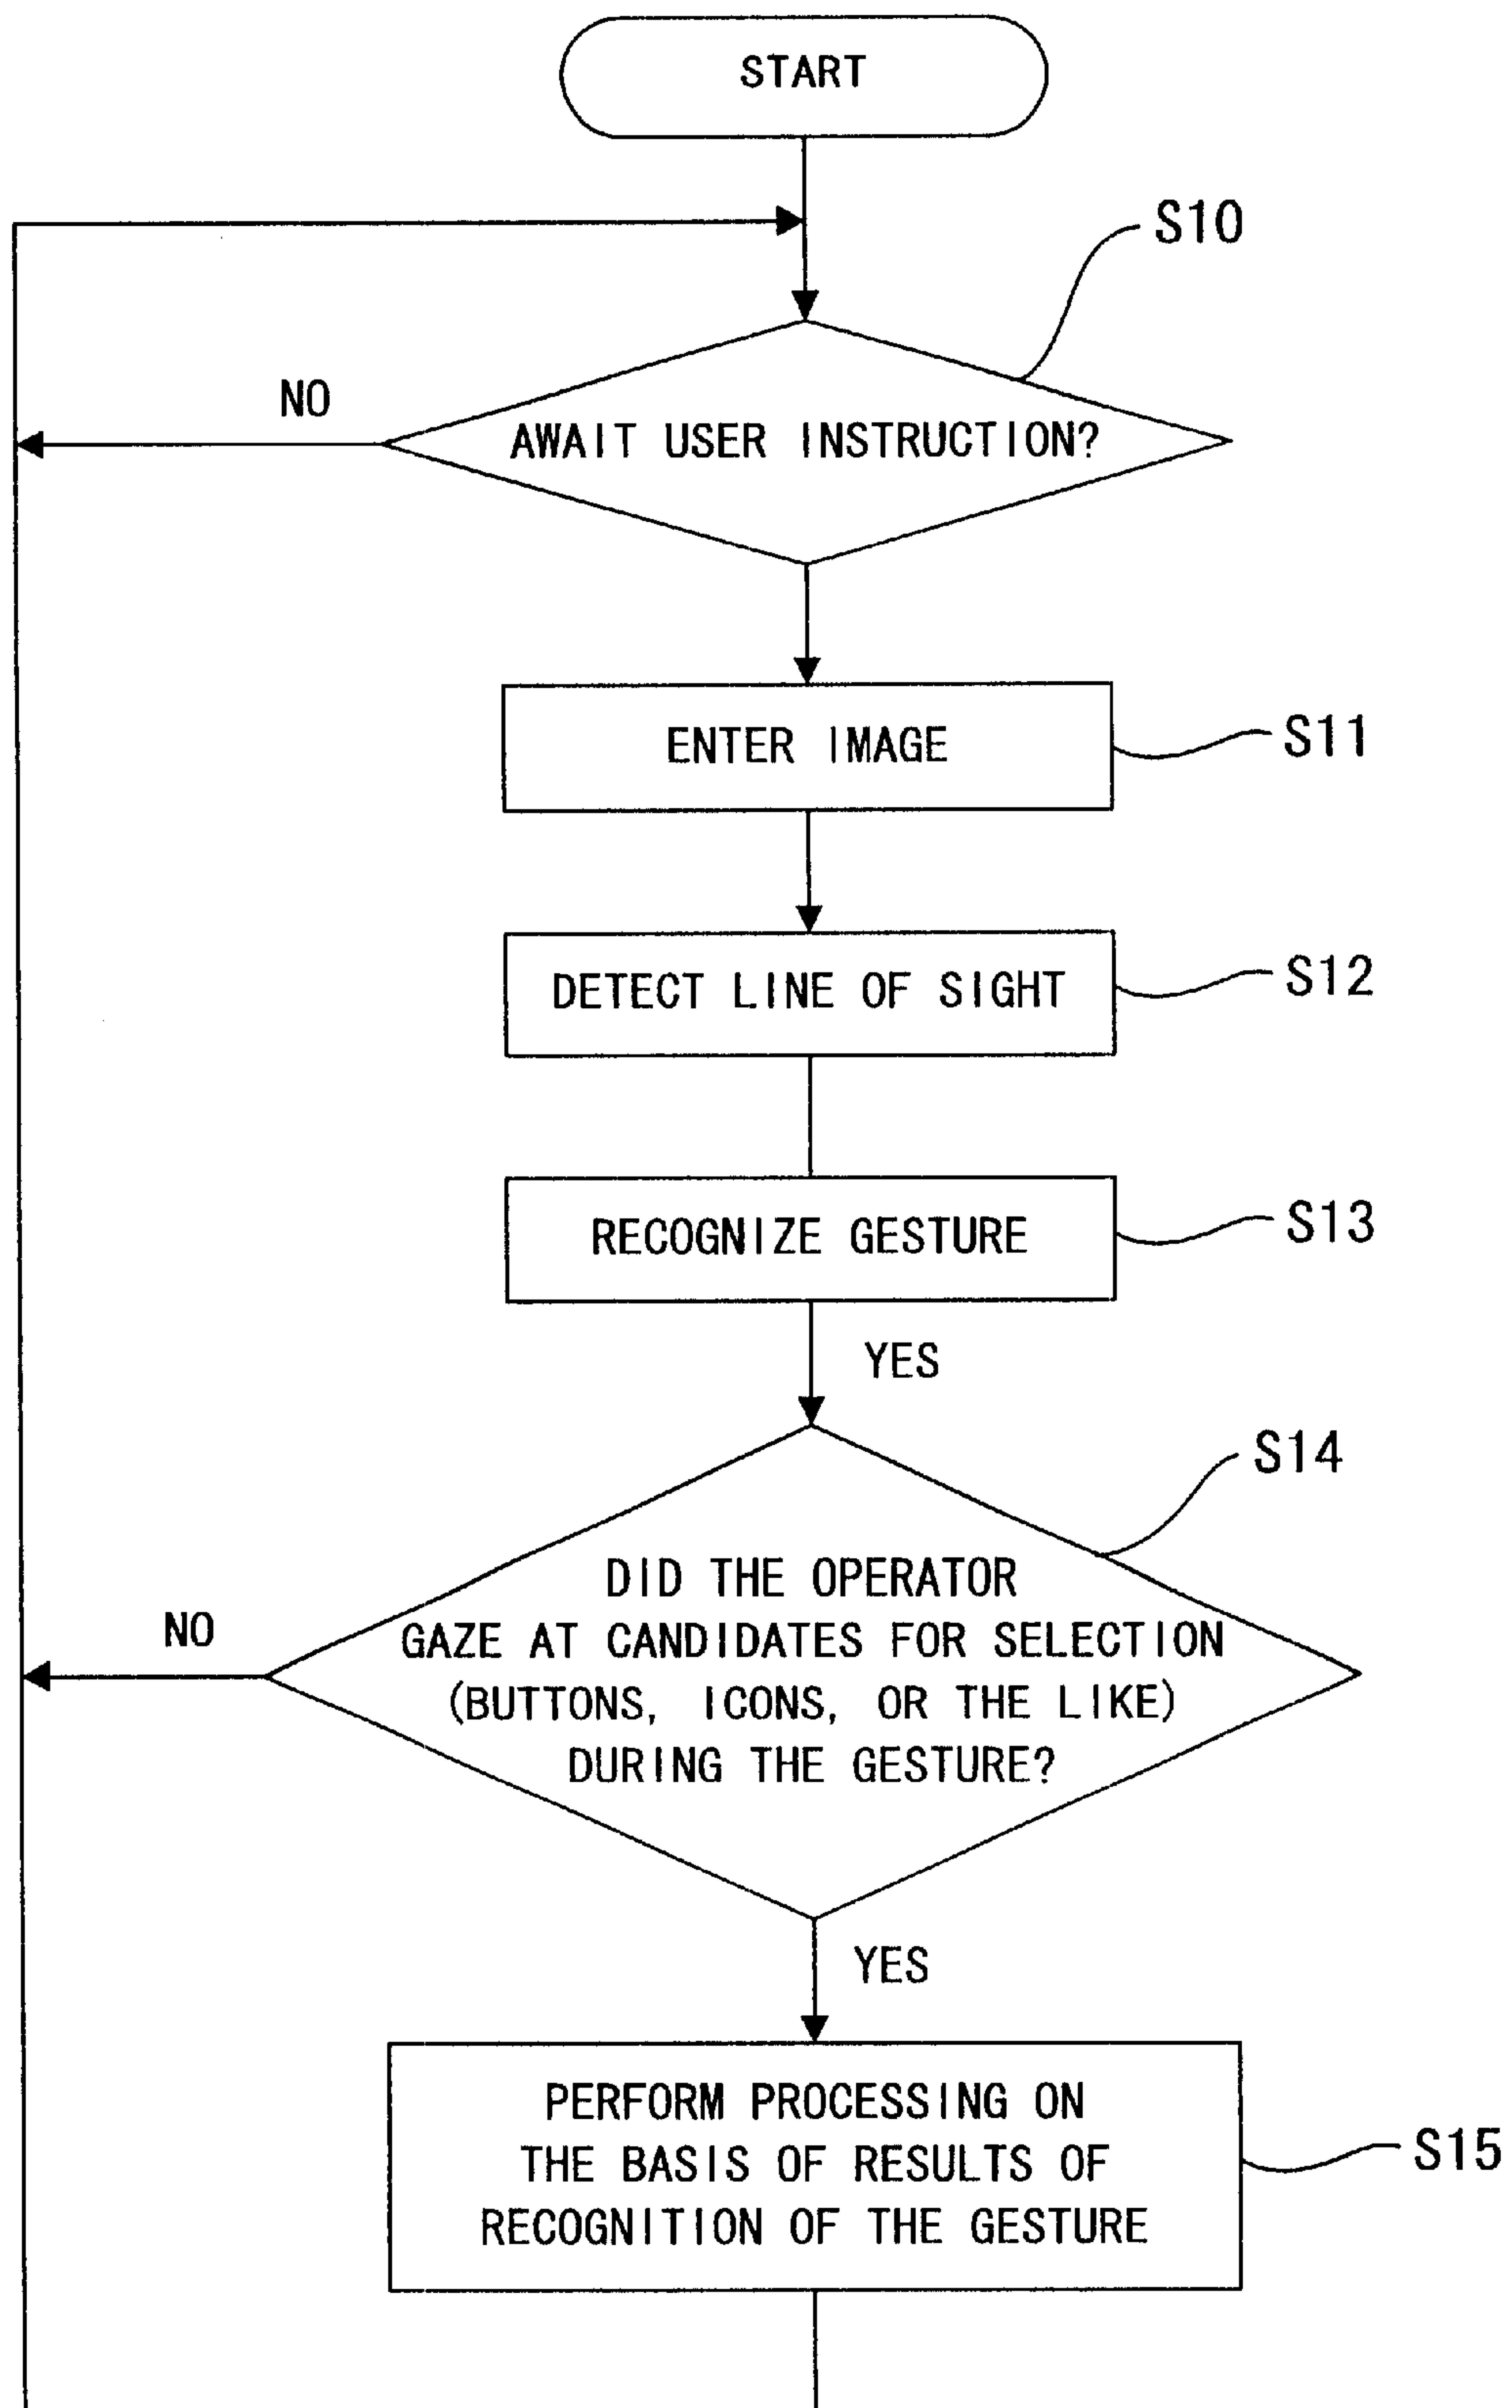 START
S10
NO
AWAIT USER INSTRUCTION?
ENTER IMAGE
S11
DETECT LINE OF SIGHT
S12
RECOGNIZE GESTURE
S13
YES
S14
DID THE OPERATOR
GAZE AT CANDIDATES FOR SELECTION
(BUTTONS, ICONS, OR THE LIKE)
DURING THE GESTURE?
NO
YES
PERFORM PROCESSING ON
THE BASIS OF RESULTS OF
RECOGNITION OF THE GESTURE
S15